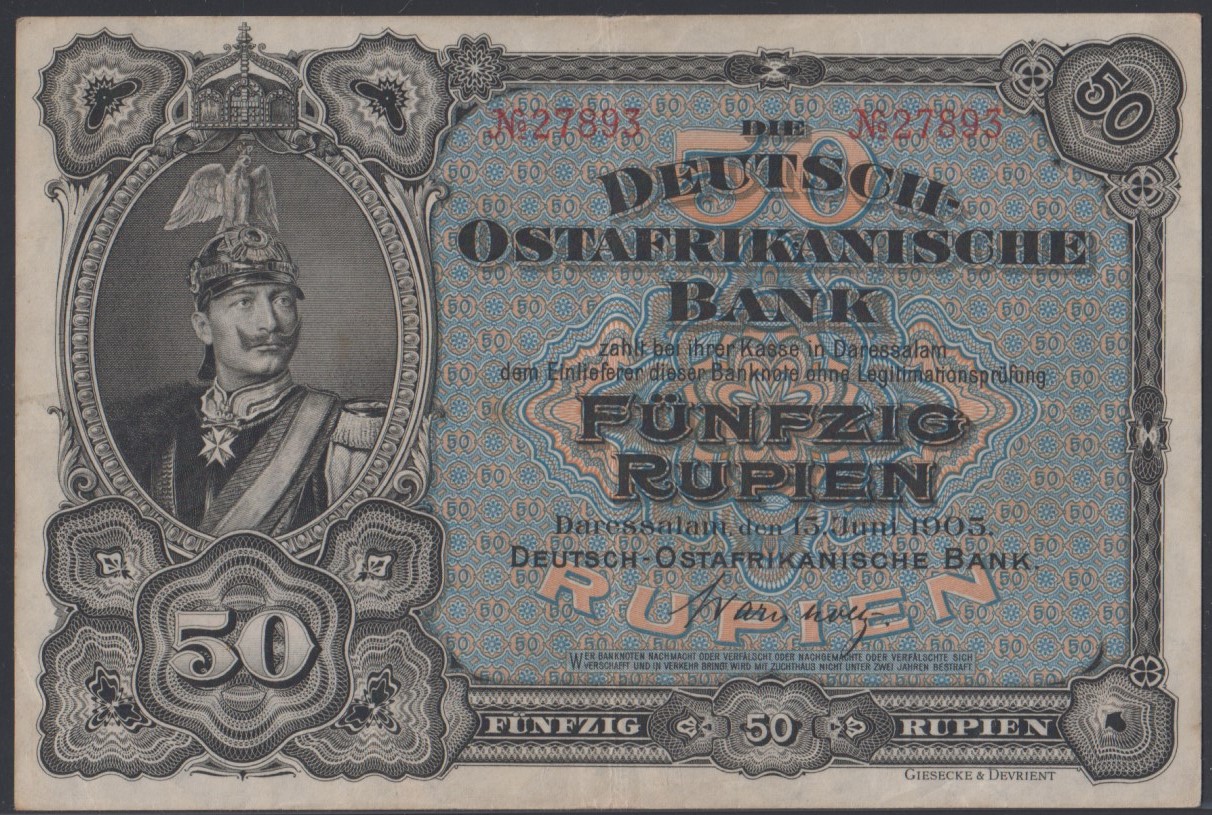 50
№27893 DIE №27893
50
DEUTSCH-
OSTAFRIKANISCHE
BANK
zahlt bei ihrer Kasse in Daressalam
dem Einlieferer dieser Banknote ohne Legitimationsprüfung
FÜNFZIG
RUPIEN
Daressalam, den 15. Juni 1905.
DEUTSCH-OSTAFRIKANISCHE BANK.
RUPIEN
50
WER BANKNOTEN NACHMACHT ODER VERFÄLSCHT ODER NACHGEMACHTE ODER VERFÄLSCHTE SICH
VERSCHAFFT UND IN VERKEHR BRINGT WIRD MIT ZUCHTHAUS NICHT UNTER ZWEI JAHREN BESTRAFT.
FÜNFZIG 50 RUPIEN
GIESECKE & DEVRIENT